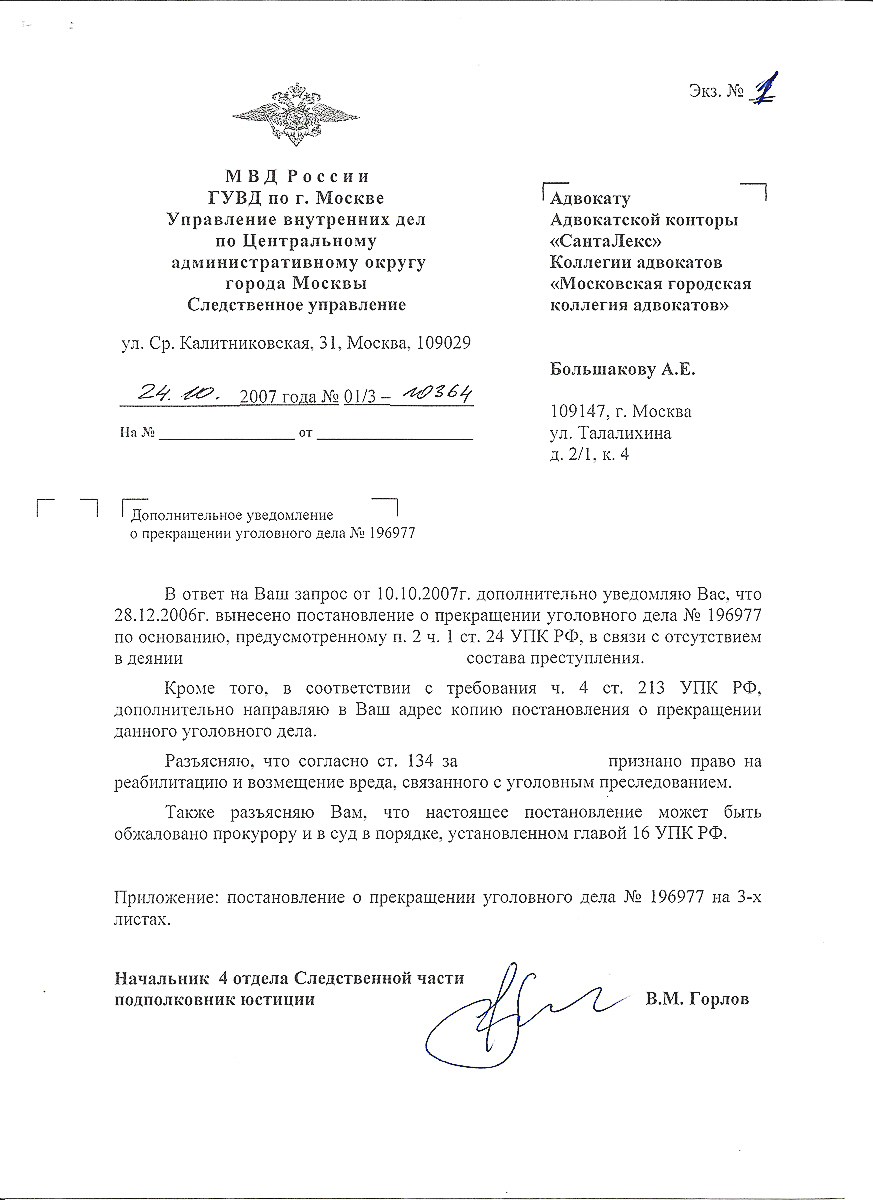 Экз. № 1
М В Д Р о с с и и
ГУВД по г. Москве
Управление внутренних дел
по Центральному
административному округу
города Москвы
Следственное управление
ул. Ср. Калитниковская, 31, Москва, 109029
24. 10. 2007 года № 01/3 – 10364
На № ____________________ от ____________________
Адвокату
Адвокатской конторы
«СантаЛекс»
Коллегии адвокатов
«Московская городская
коллегия адвокатов»
Большакову А.Е.
109147, г. Москва
ул. Талалихина
д. 2/1, к. 4
Дополнительное уведомление
о прекращении уголовного дела № 196977
В ответ на Ваш запрос от 10.10.2007г. дополнительно уведомляю Вас, что
28.12.2006г. вынесено постановление о прекращении уголовного дела № 196977
по основанию, предусмотренному п. 2 ч. 1 ст. 24 УПК РФ, в связи с отсутствием
в деянии состава преступления.
Кроме того, в соответствии с требования ч. 4 ст. 213 УПК РФ,
дополнительно направляю в Ваш адрес копию постановления о прекращении
данного уголовного дела.
Разъясняю, что согласно ст. 134 за признано право на
реабилитацию и возмещение вреда, связанного с уголовным преследованием.
Также разъясняю Вам, что настоящее постановление может быть
обжаловано прокурору и в суд в порядке, установленном главой 16 УПК РФ.
Приложение: постановление о прекращении уголовного дела № 196977 на 3-х
листах.
Начальник 4 отдела Следственной части
подполковник юстиции В.М. Горлов